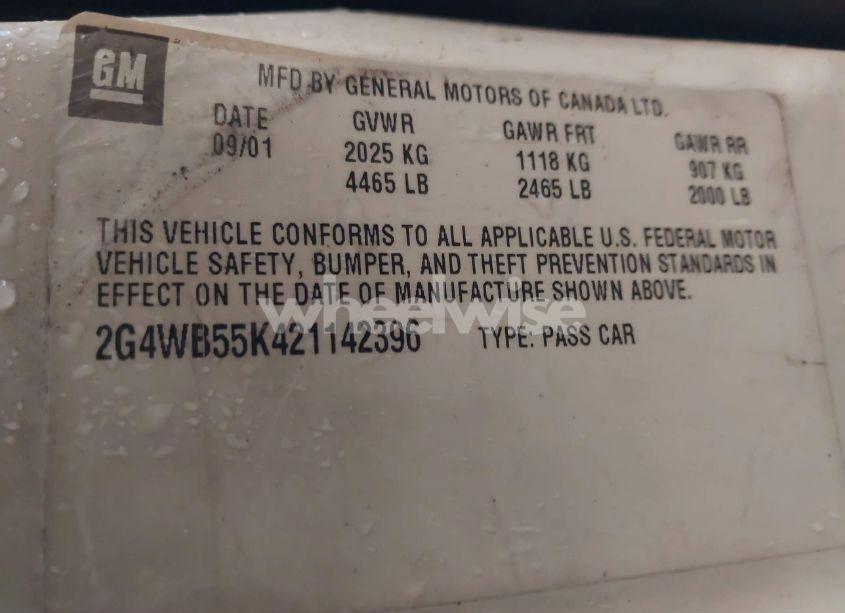 GM
MFD BY GENERAL MOTORS OF CANADA LTD.
DATE GVWR GAWR FRT GAWR RR
09/01 2025 KG 1118 KG 907 KG
4465 LB 2465 LB 2000 LB
THIS VEHICLE CONFORMS TO ALL APPLICABLE U.S. FEDERAL MOTOR
VEHICLE SAFETY, BUMPER, AND THEFT PREVENTION STANDARDS IN
EFFECT ON THE DATE OF MANUFACTURE SHOWN ABOVE.
wheelwise
2G4WB55K421142396 TYPE: PASS CAR